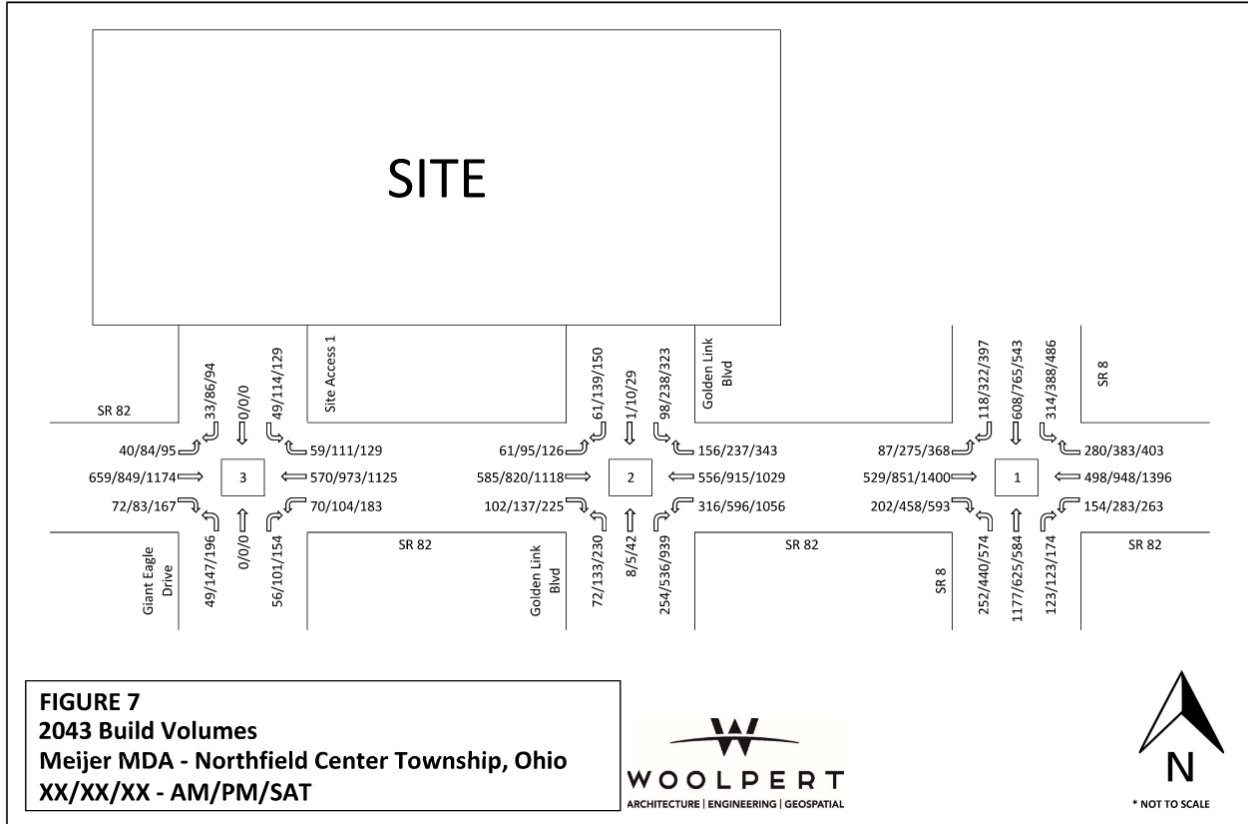 SITE
Site Access 1
Golden Link
Blvd
SR 8
SR 82
33/86/94
0/0/0
49/114/129
61/139/150
1/10/29
98/238/323
118/322/397
608/765/543
314/388/486
40/84/95
59/111/129
61/95/126
156/237/343
87/275/368
280/383/403
659/849/1174
3
570/973/1125
585/820/1118
2
556/915/1029
529/851/1400
1
498/948/1396
72/83/167
70/104/183
102/137/225
316/596/1056
202/458/593
154/283/263
SR 82
SR 82
SR 82
Giant Eagle
Drive
49/147/196
0/0/0
56/101/154
Golden Link
Blvd
72/133/230
8/5/42
254/536/939
SR 8
252/440/574
1177/625/584
123/123/174
FIGURE 7
2043 Build Volumes
Meijer MDA - Northfield Center Township, Ohio
XX/XX/XX - AM/PM/SAT
WOOLPERT
ARCHITECTURE | ENGINEERING | GEOSPATIAL
N
* NOT TO SCALE